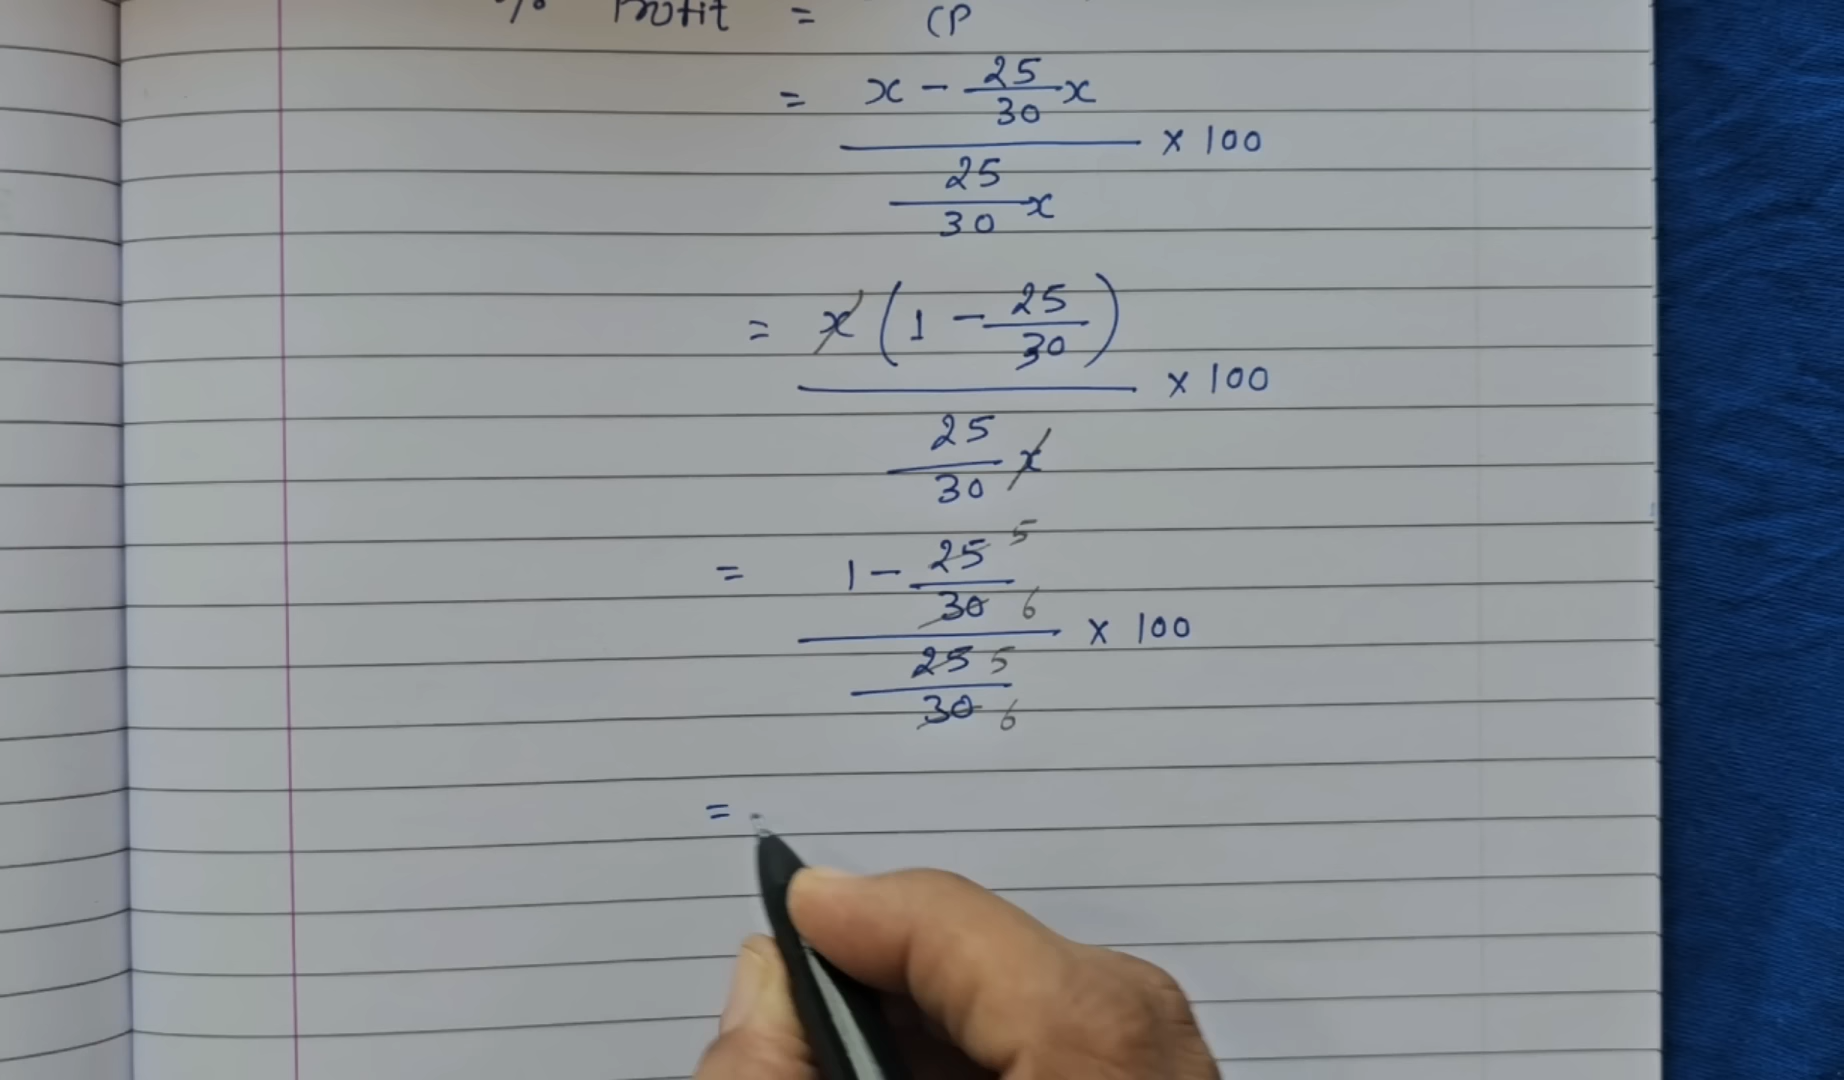 % Profit = CP
= x - 25/30 x / 25/30 x × 100
= x (1 - 25/30) / 25/30 x × 100
= 1 - 25/30 5 6 / 25/30 5 6 × 100
=